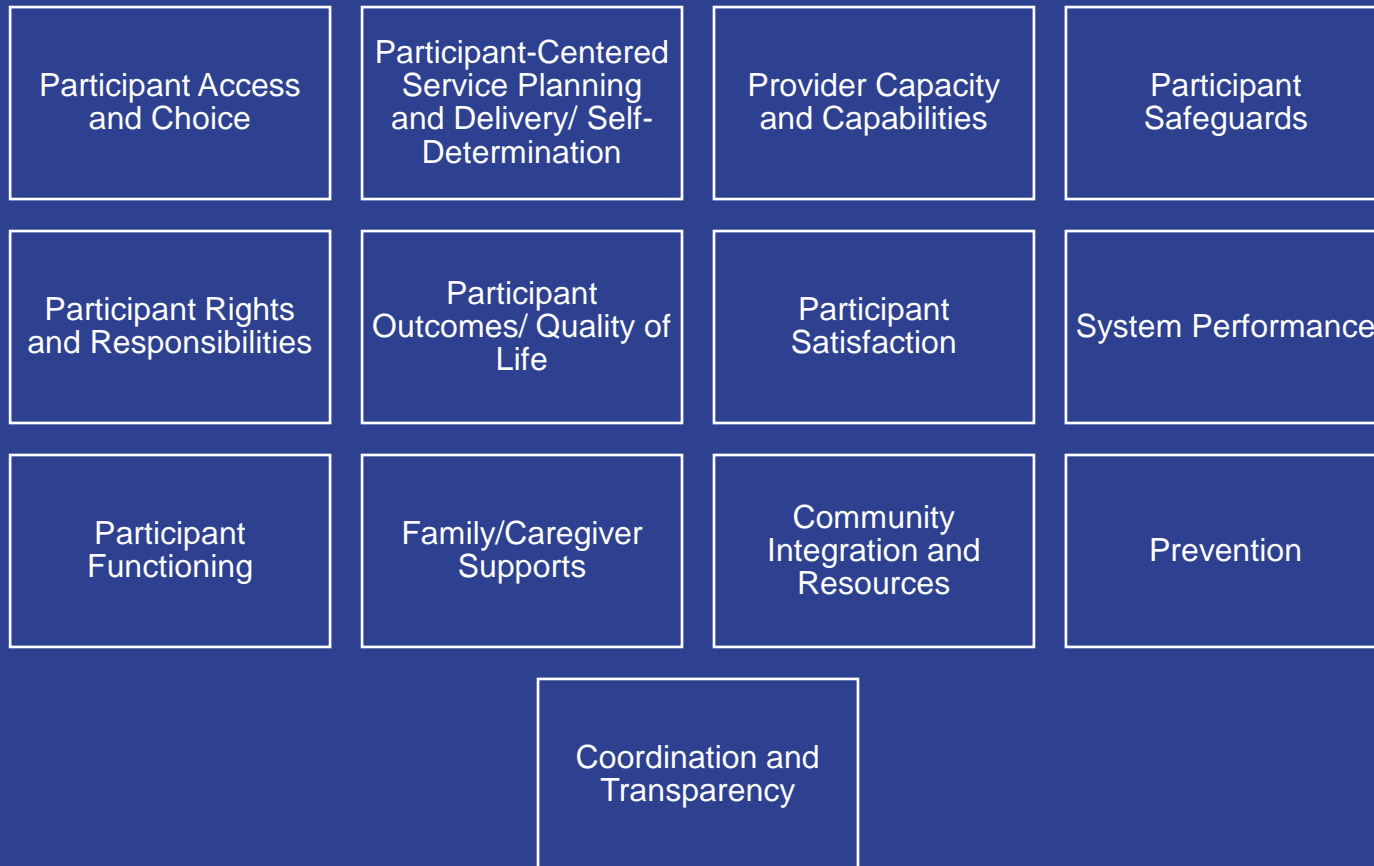 Participant Access
and Choice
Participant-Centered
Service Planning
and Delivery/ Self-
Determination
Provider Capacity
and Capabilities
Participant
Safeguards
Participant Rights
and Responsibilities
Participant
Outcomes/ Quality of
Life
Participant
Satisfaction
System Performance
Participant
Functioning
Family/Caregiver
Supports
Community
Integration and
Resources
Prevention
Coordination and
Transparency